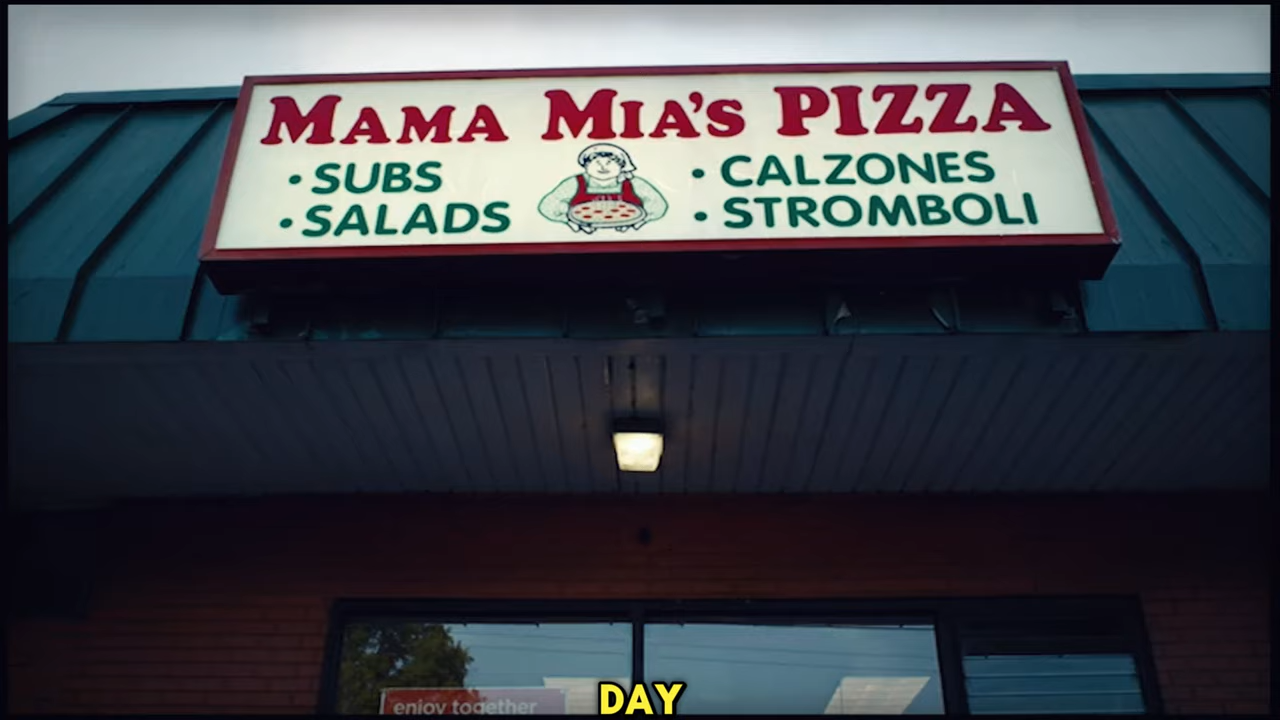 MAMA MIA'S PIZZA
• SUBS
• SALADS
• CALZONES
• STROMBOLI
enjoy together
DAY